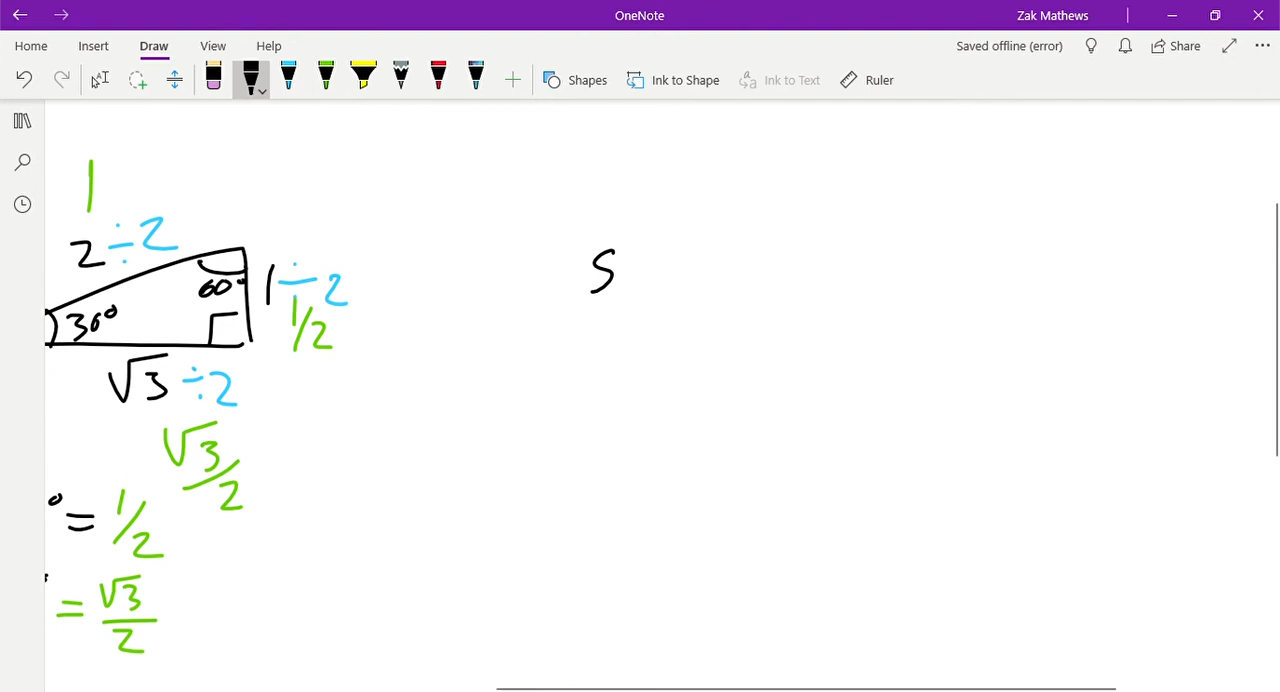 OneNote
Zak Mathews
Home Insert Draw View Help
Saved offline (error) Share
Shapes Ink to Shape Ink to Text Ruler
1
2 ÷ 2
60°
1 ÷ 2
30°
1/2
√3 ÷ 2
√3/2
° = 1/2
= √3/2
S